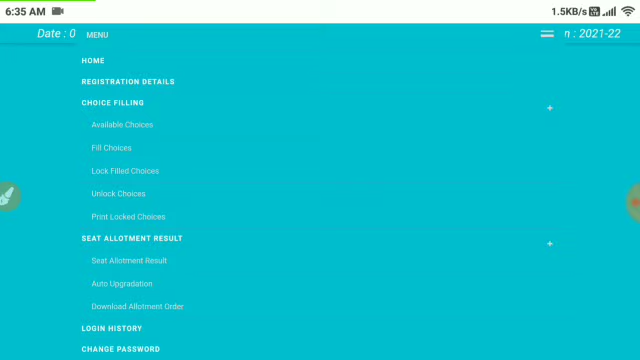 6:35 AM 1.5KB/s
Date : 0 MENU n : 2021-22
HOME
REGISTRATION DETAILS
CHOICE FILLING +
Available Choices
Fill Choices
Lock Filled Choices
Unlock Choices
Print Locked Choices
SEAT ALLOTMENT RESULT +
Seat Allotment Result
Auto Upgradation
Download Allotment Order
LOGIN HISTORY
CHANGE PASSWORD